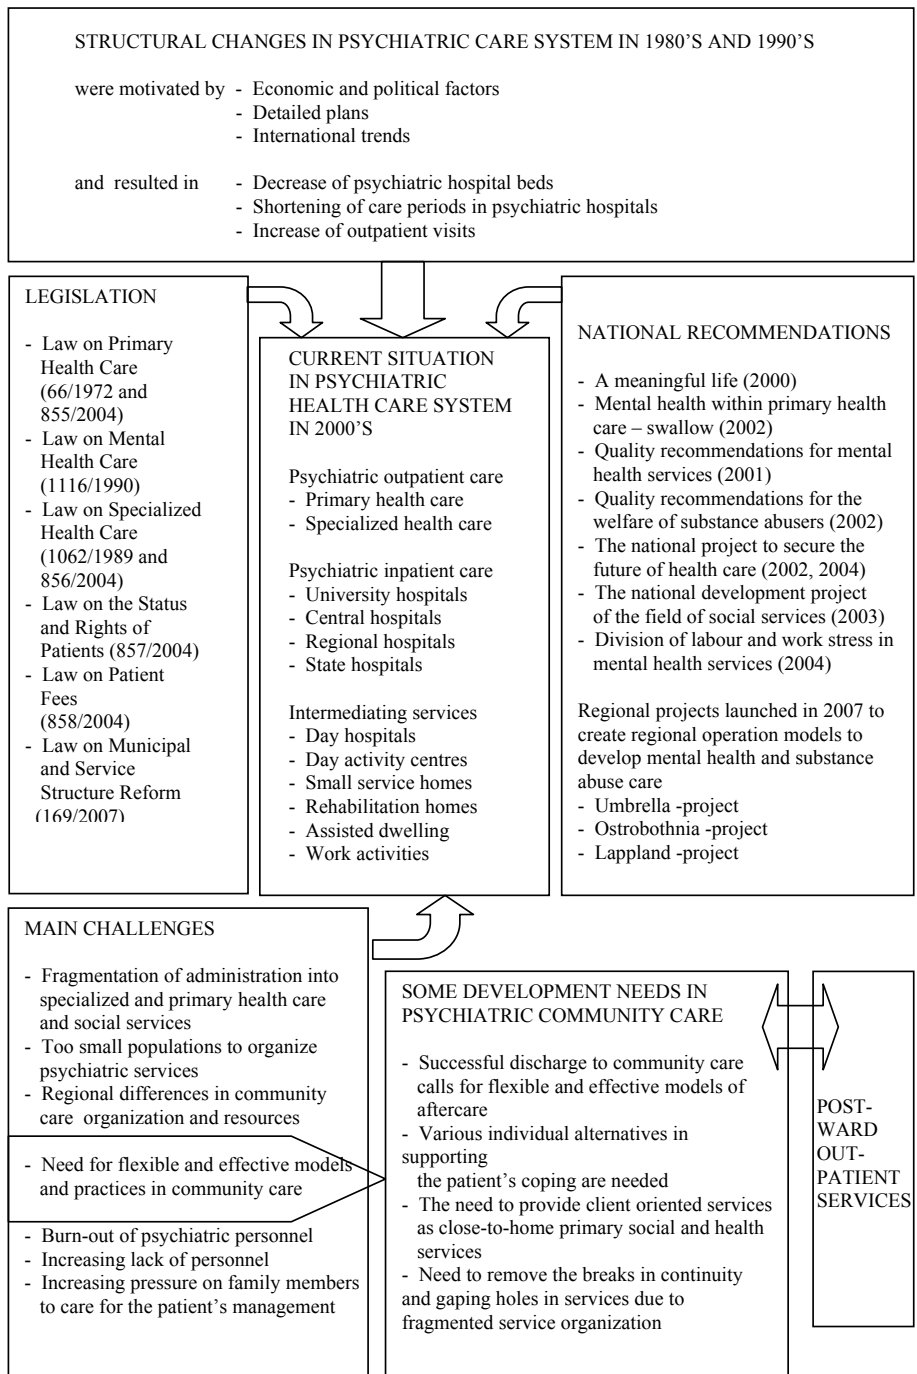 STRUCTURAL CHANGES IN PSYCHIATRIC CARE SYSTEM IN 1980'S AND 1990'S
were motivated by - Economic and political factors
- Detailed plans
- International trends
and resulted in - Decrease of psychiatric hospital beds
- Shortening of care periods in psychiatric hospitals
- Increase of outpatient visits
LEGISLATION
- Law on Primary
Health Care
(66/1972 and
855/2004)
- Law on Mental
Health Care
(1116/1990)
- Law on Specialized
Health Care
(1062/1989 and
856/2004)
- Law on the Status
and Rights of
Patients (857/2004)
- Law on Patient
Fees
(858/2004)
- Law on Municipal
and Service
Structure Reform
(169/2007)
CURRENT SITUATION
IN PSYCHIATRIC
HEALTH CARE SYSTEM
IN 2000'S
Psychiatric outpatient care
- Primary health care
- Specialized health care
Psychiatric inpatient care
- University hospitals
- Central hospitals
- Regional hospitals
- State hospitals
Intermediating services
- Day hospitals
- Day activity centres
- Small service homes
- Rehabilitation homes
- Assisted dwelling
- Work activities
NATIONAL RECOMMENDATIONS
- A meaningful life (2000)
- Mental health within primary health
care – swallow (2002)
- Quality recommendations for mental
health services (2001)
- Quality recommendations for the
welfare of substance abusers (2002)
- The national project to secure the
future of health care (2002, 2004)
- The national development project
of the field of social services (2003)
- Division of labour and work stress in
mental health services (2004)
Regional projects launched in 2007 to
create regional operation models to
develop mental health and substance
abuse care
- Umbrella -project
- Ostrobothnia -project
- Lappland -project
MAIN CHALLENGES
- Fragmentation of administration into
specialized and primary health care
and social services
- Too small populations to organize
psychiatric services
- Regional differences in community
care organization and resources
- Need for flexible and effective models
and practices in community care
- Burn-out of psychiatric personnel
- Increasing lack of personnel
- Increasing pressure on family members
to care for the patient's management
SOME DEVELOPMENT NEEDS IN
PSYCHIATRIC COMMUNITY CARE
- Successful discharge to community care
calls for flexible and effective models of
aftercare
- Various individual alternatives in
supporting
the patient's coping are needed
- The need to provide client oriented services
as close-to-home primary social and health
services
- Need to remove the breaks in continuity
and gaping holes in services due to
fragmented service organization
POST-
WARD
OUT-
PATIENT
SERVICES